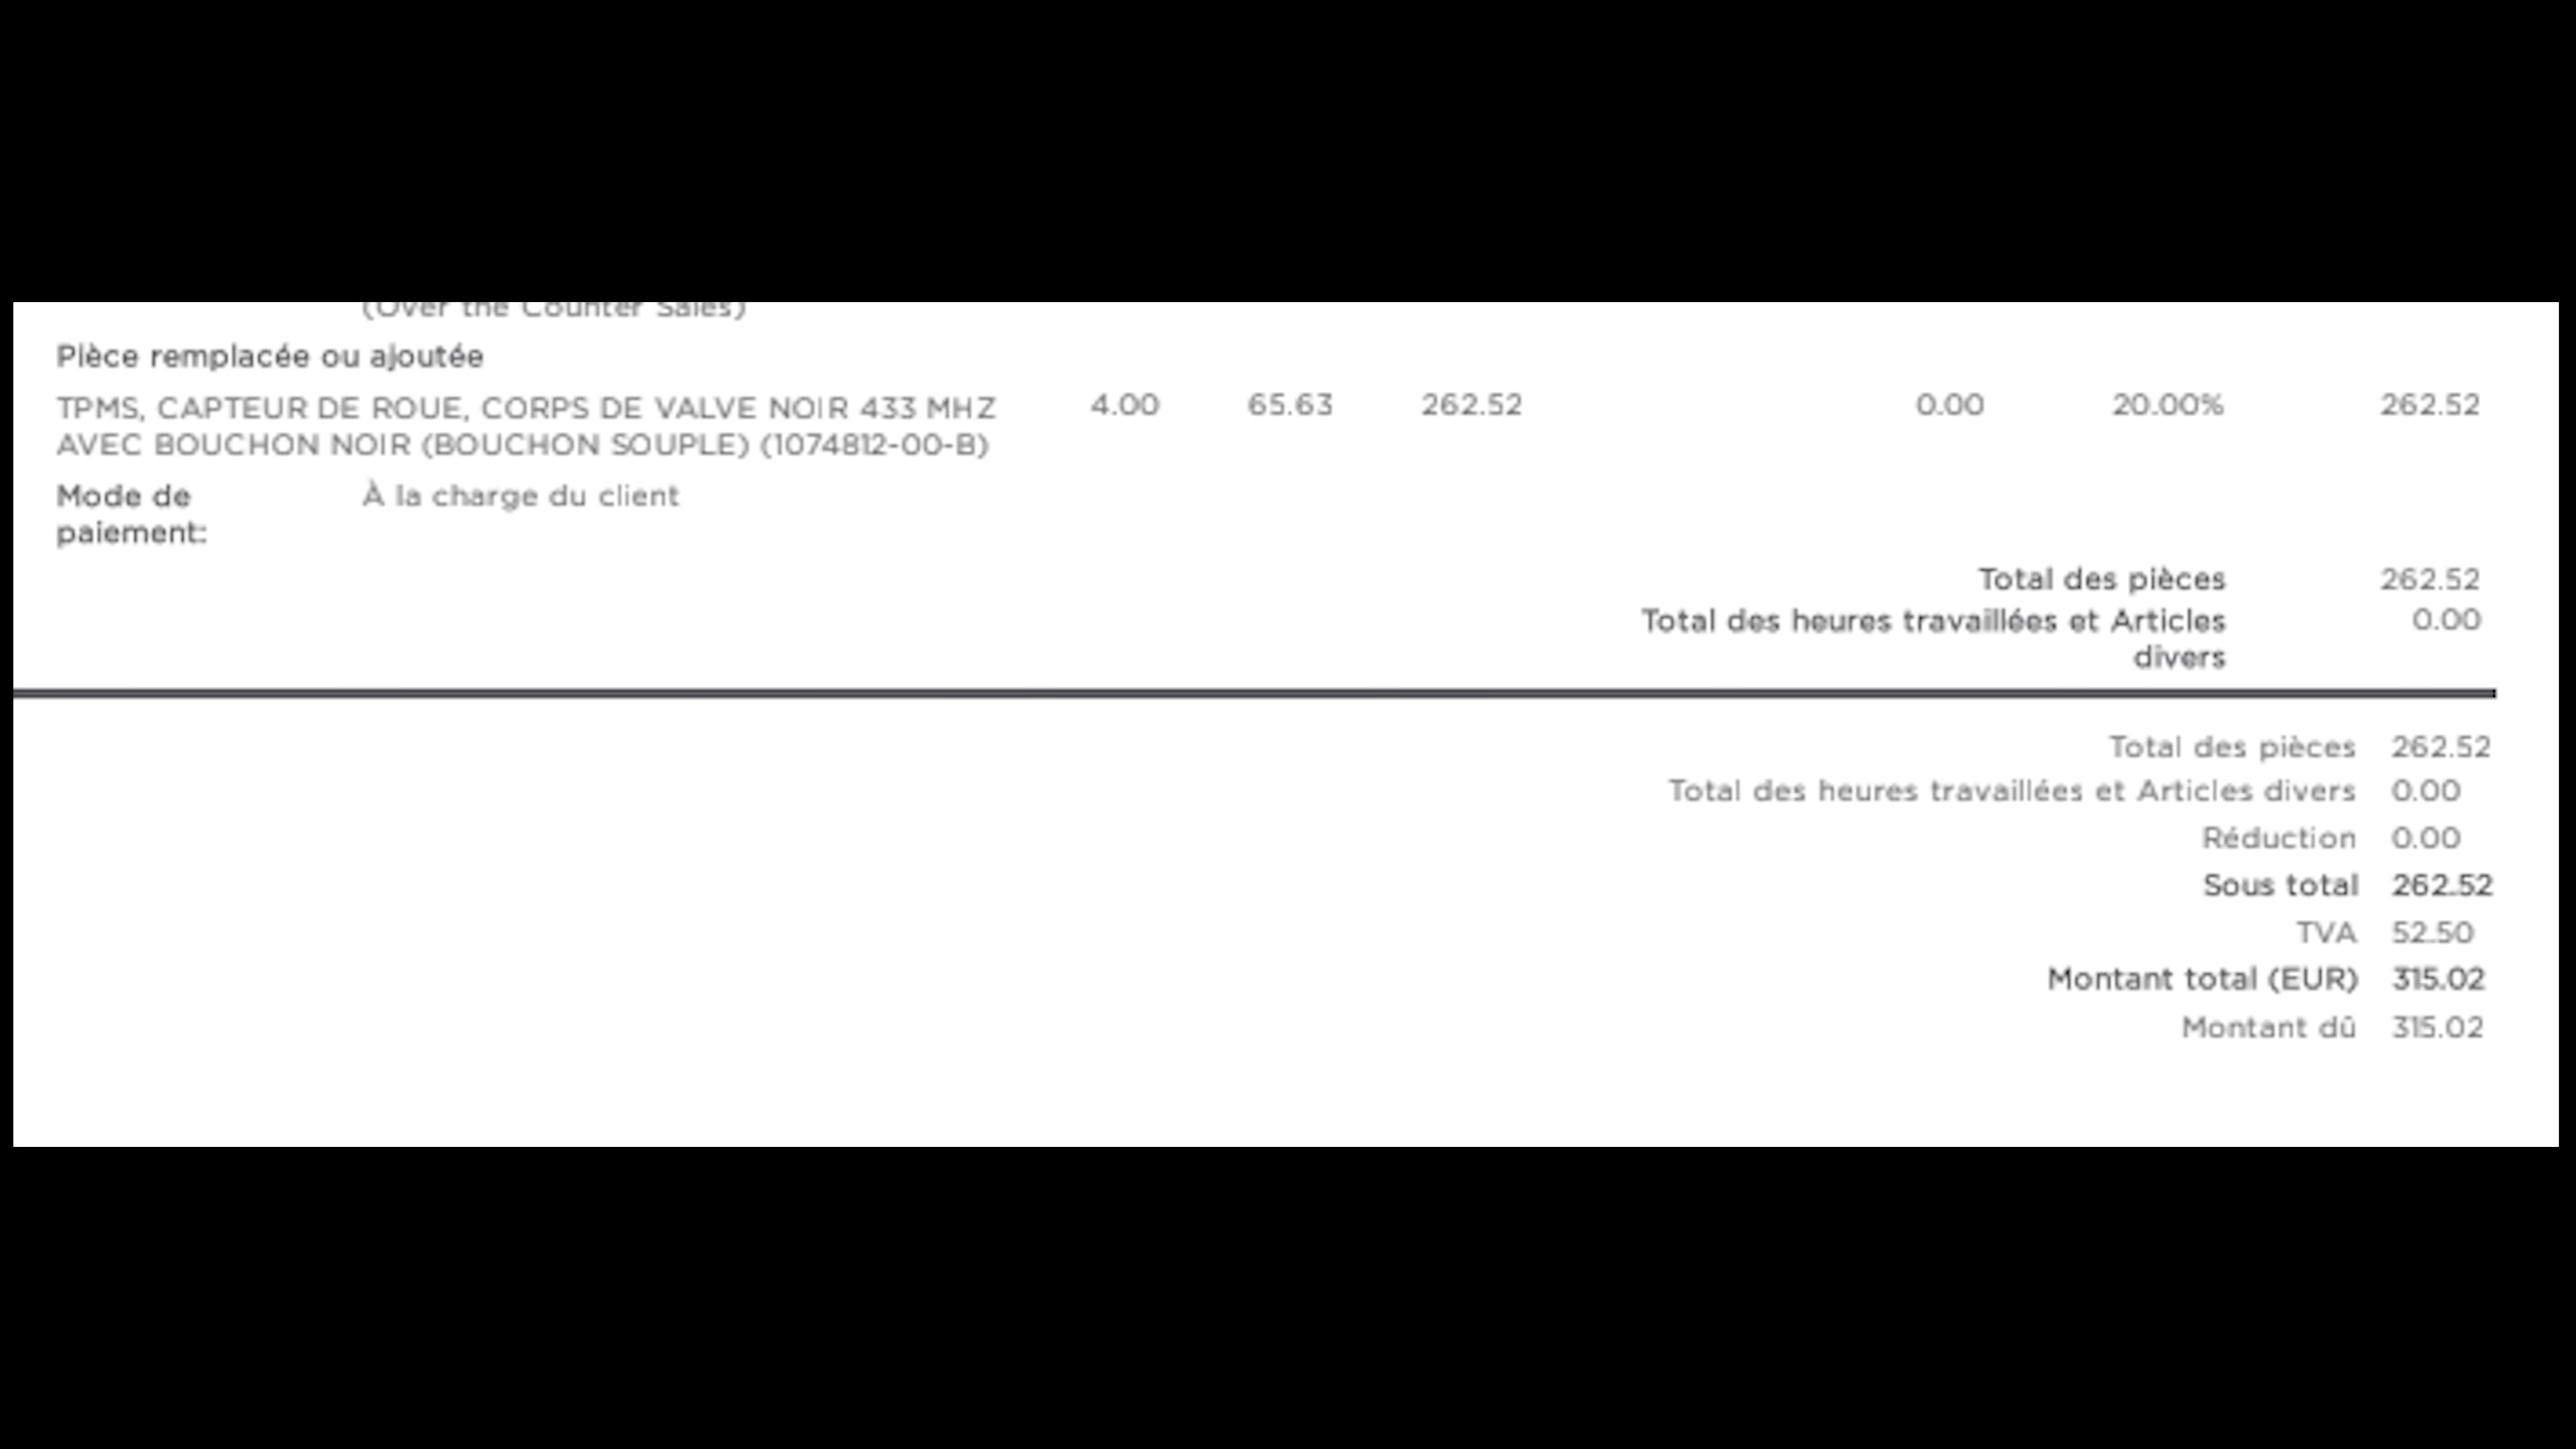 (Over the Counter Sales)
Pièce remplacée ou ajoutée
TPMS, CAPTEUR DE ROUE, CORPS DE VALVE NOIR 433 MHZ 4.00 65.63 262.52 0.00 20.00% 262.52
AVEC BOUCHON NOIR (BOUCHON SOUPLE) (1074812-00-B)
Mode de À la charge du client
paiement::
Total des pièces 262.52
Total des heures travaillées et Articles 0.00
divers
Total des pièces 262.52
Total des heures travaillées et Articles divers 0.00
Réduction 0.00
Sous total 262.52
TVA 52.50
Montant total (EUR) 315.02
Montant dû 315.02